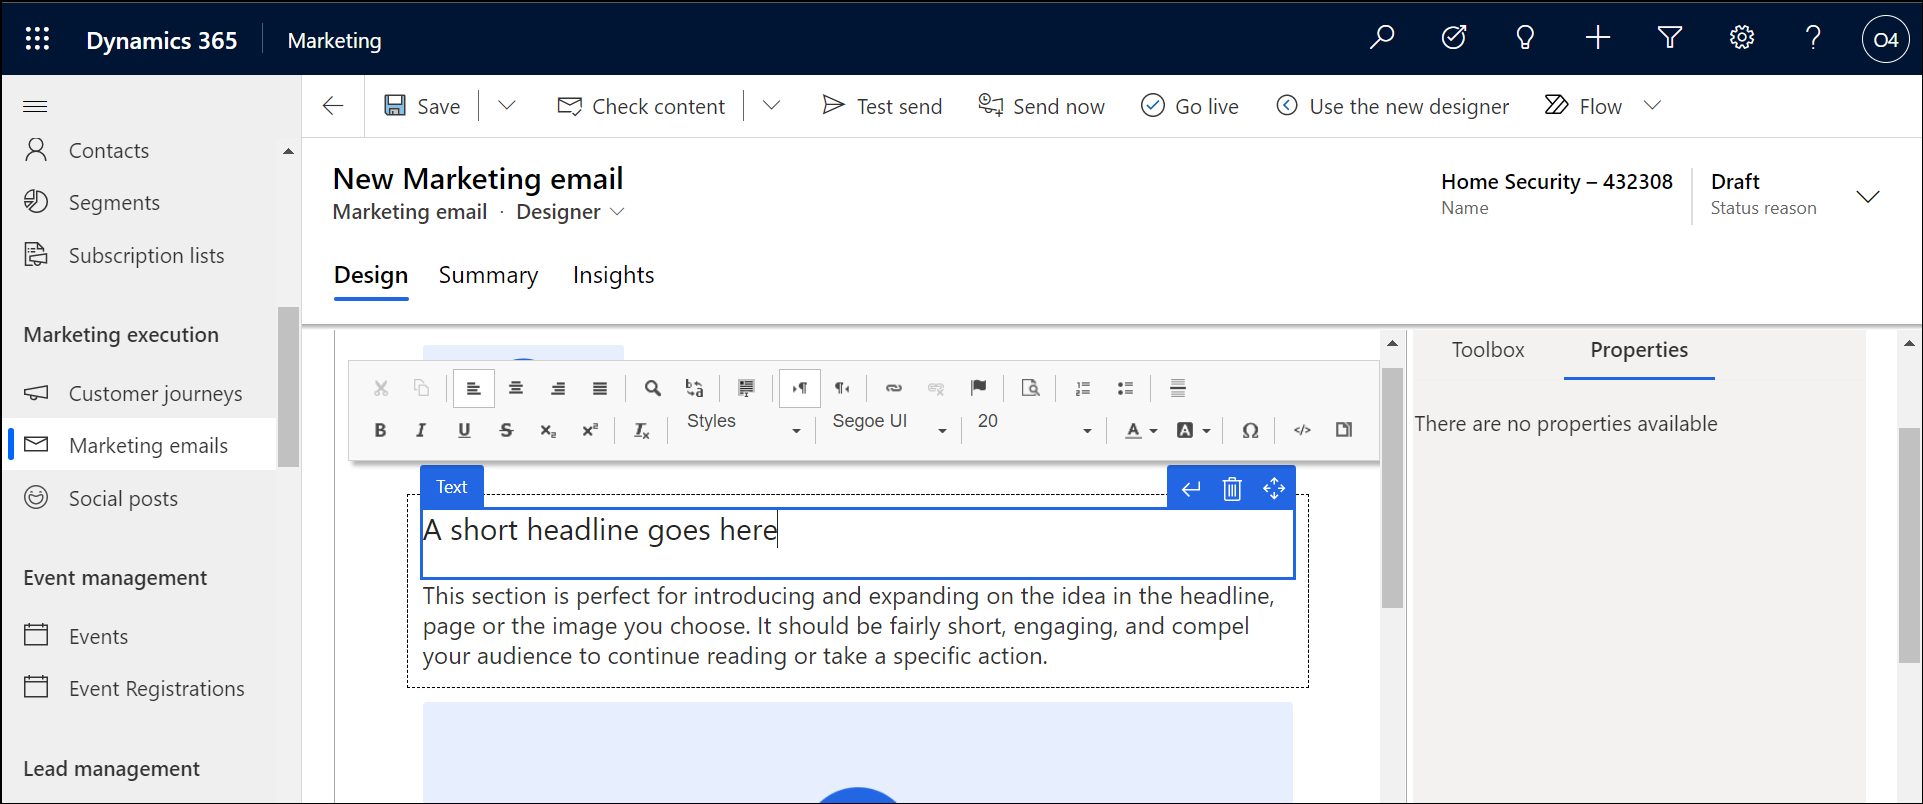 Dynamics 365
Marketing
O4
Save
Check content
Test send
Send now
Go live
Use the new designer
Flow
Contacts
Segments
Subscription lists
Marketing execution
Customer journeys
Marketing emails
Social posts
Event management
Events
Event Registrations
Lead management
New Marketing email
Marketing email · Designer
Home Security – 432308
Name
Draft
Status reason
Design
Summary
Insights
Styles
Segoe UI
20
Text
A short headline goes here
This section is perfect for introducing and expanding on the idea in the headline,
page or the image you choose. It should be fairly short, engaging, and compel
your audience to continue reading or take a specific action.
Toolbox
Properties
There are no properties available